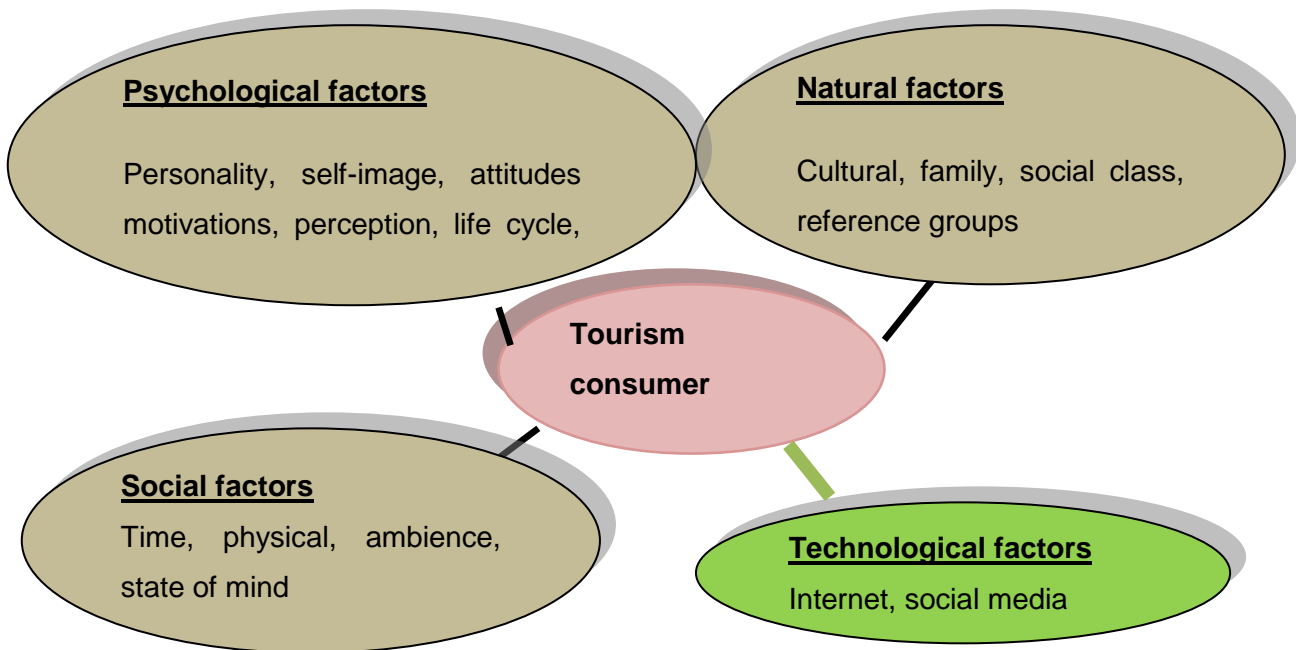 Psychological factors
Personality, self-image, attitudes
motivations, perception, life cycle,
Natural factors
Cultural, family, social class,
reference groups
Tourism
consumer
Social factors
Time, physical, ambience,
state of mind
Technological factors
Internet, social media